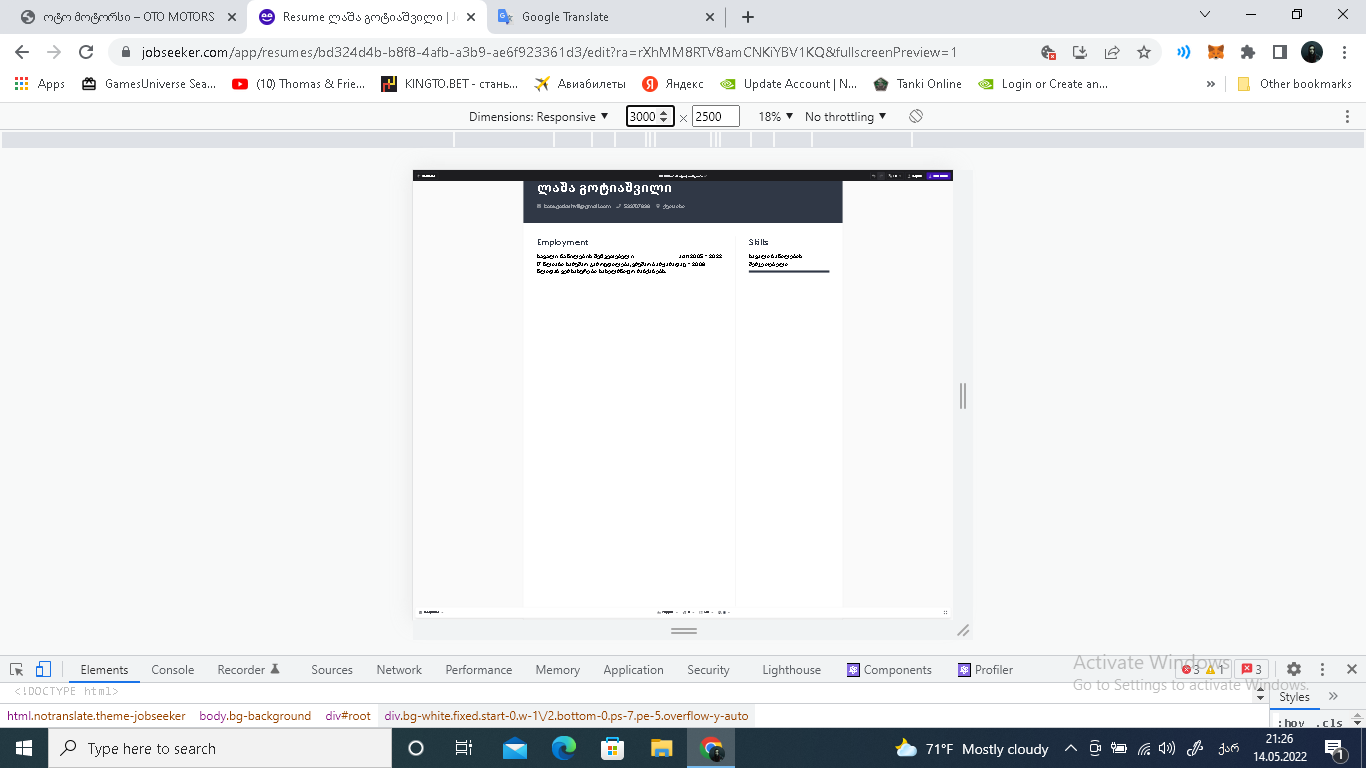 ოტო მოტორსი – OTO MOTORS
Resume ლაშა გოტიაშვილი | J
Google Translate
jobseeker.com/app/resumes/bd324d4b-b8f8-4afb-a3b9-ae6f923361d3/edit?ra=rXhMM8RTV8amCNKiYBV1KQ&fullscreenPreview=1
Apps
GamesUniverse Sea...
(10) Thomas & Frie...
KINGTO.BET - стань...
Авиабилеты
Яндекс
Update Account | N...
Tanki Online
Login or Create an...
»
Other bookmarks
Dimensions: Responsive
3000 × 2500
18%
No throttling
ლაშა გოტიაშვილი
Employment
Skills
2005 - 2022
Elements
Console
Recorder
Sources
Network
Performance
Memory
Application
Security
Lighthouse
Components
Profiler
3
1
3
Activate Windows
Go to Settings to activate Windows.
<!DOCTYPE html>
Styles
»
html.notranslate.theme-jobseeker
body.bg-background
div#root
div.bg-white.fixed.start-0.w-1\/2.bottom-0.ps-7.pe-5.overflow-y-auto
:hov .cls
Type here to search
71°F Mostly cloudy
ქარ
21:26
14.05.2022
1